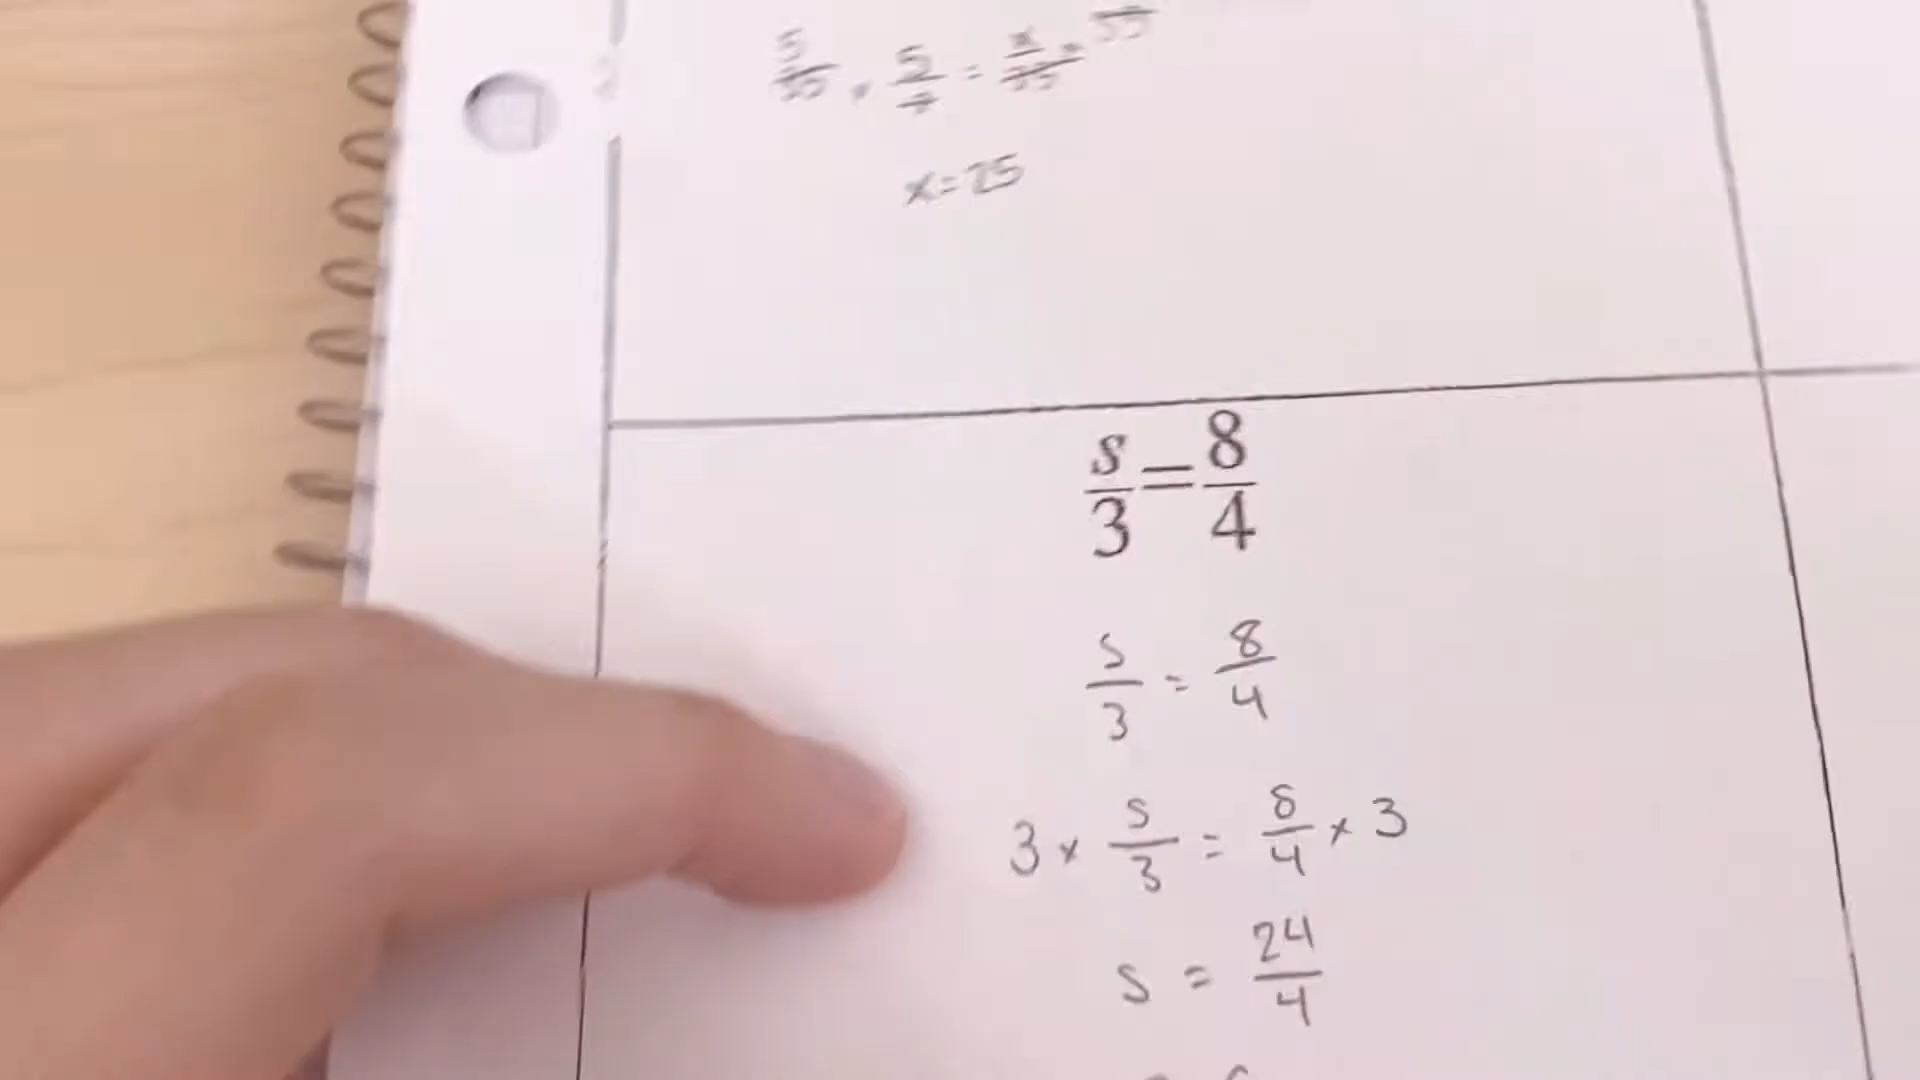 x=25
s/3=8/4
s/3 = 8/4
3 × s/3 = 8/4 × 3
s = 24/4